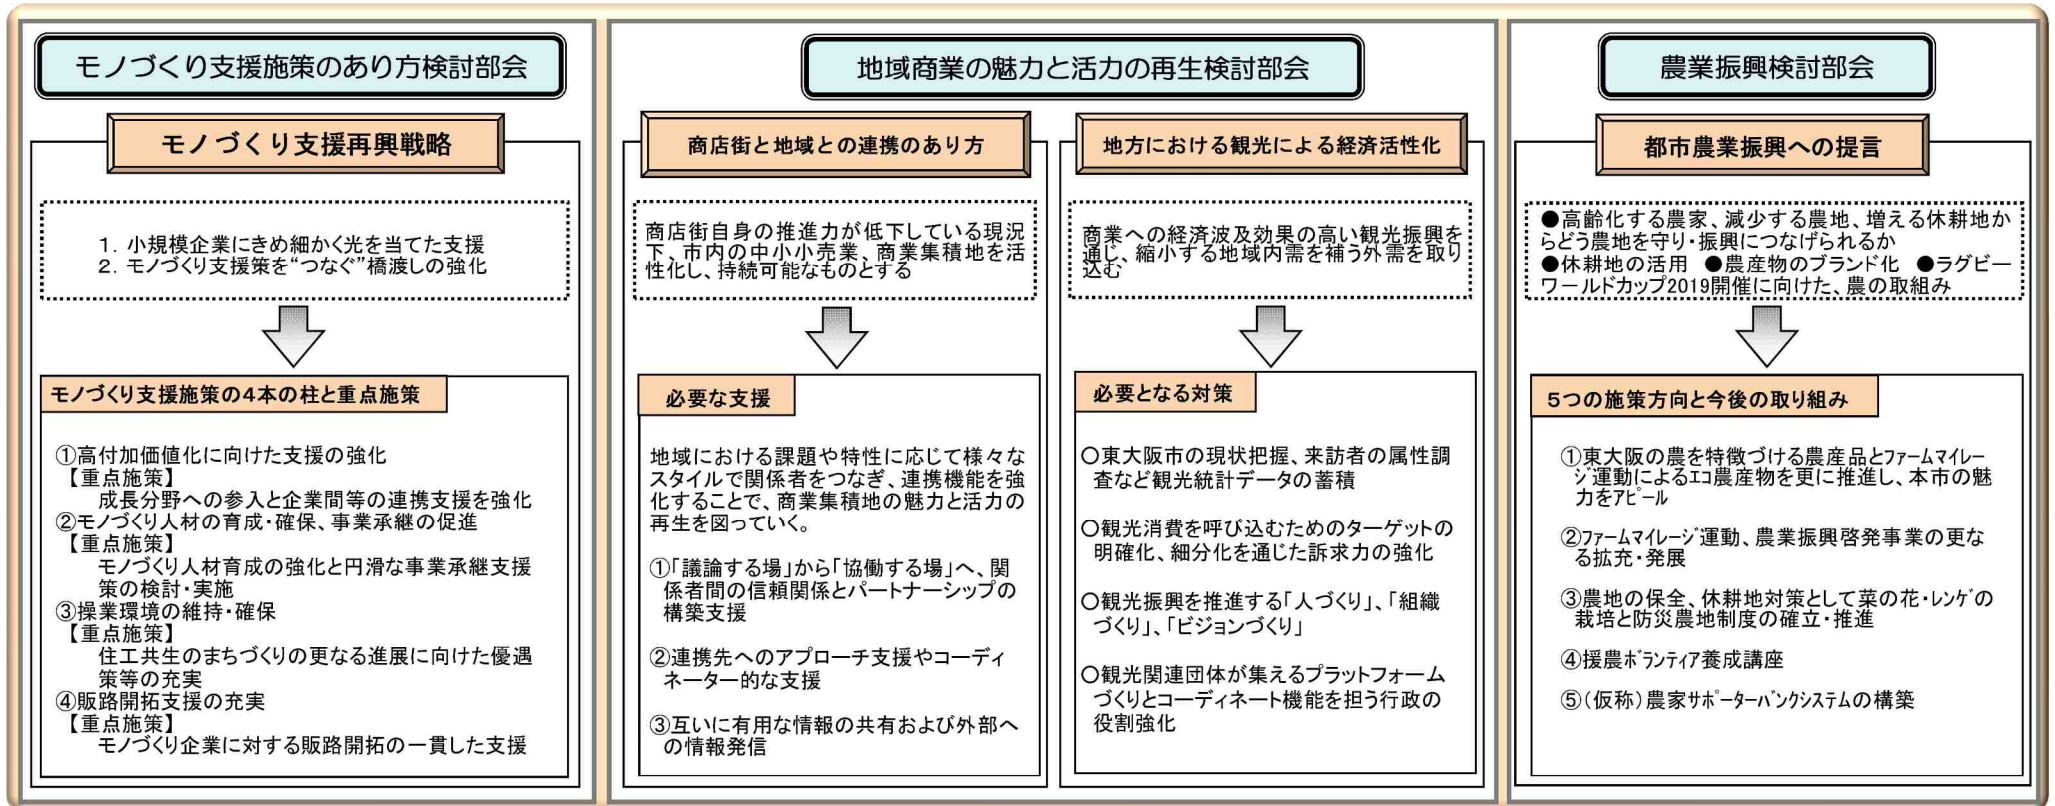 モノづくり支援施策のあり方検討部会
モノづくり支援再興戦略
1. 小規模企業にきめ細かく光を当てた支援
2. モノづくり支援策を“つなぐ”橋渡しの強化
モノづくり支援施策の4本の柱と重点施策
①高付加価値化に向けた支援の強化
【重点施策】
成長分野への参入と企業間等の連携支援を強化
②モノづくり人材の育成・確保、事業承継の促進
【重点施策】
モノづくり人材育成の強化と円滑な事業承継支援
策の検討・実施
③操業環境の維持・確保
【重点施策】
住工共生のまちづくりの更なる進展に向けた優遇
策等の充実
④販路開拓支援の充実
【重点施策】
モノづくり企業に対する販路開拓の一貫した支援
地域商業の魅力と活力の再生検討部会
商店街と地域との連携のあり方
商店街自身の推進力が低下している現況
下、市内の中小小売業、商業集積地を活
性化し、持続可能なものとする
必要な支援
地域における課題や特性に応じて様々な
スタイルで関係者をつなぎ、連携機能を強
化することで、商業集積地の魅力と活力の
再生を図っていく。
①「議論する場」から「協働する場」へ、関
係者間の信頼関係とパートナーシップの
構築支援
②連携先へのアプローチ支援やコーディ
ネーター的な支援
③互いに有用な情報の共有および外部へ
の情報発信
地方における観光による経済活性化
商業への経済波及効果の高い観光振興を
通じ、縮小する地域内需を補う外需を取り
込む
必要となる対策
〇東大阪市の現状把握、来訪者の属性調
査など観光統計データの蓄積
〇観光消費を呼び込むためのターゲットの
明確化、細分化を通じた訴求力の強化
〇観光振興を推進する「人づくり」、「組織
づくり」、「ビジョンづくり」
〇観光関連団体が集えるプラットフォーム
づくりとコーディネート機能を担う行政の
役割強化
農業振興検討部会
都市農業振興への提言
●高齢化する農家、減少する農地、増える休耕地か
らどう農地を守り・振興につなげられるか
●休耕地の活用 ●農産物のブランド化 ●ラグビー
ワールドカップ2019開催に向けた、農の取組み
5つの施策方向と今後の取り組み
①東大阪の農を特徴づける農産品とファームマイレー
ジ運動によるエコ農産物を更に推進し、本市の魅
力をアピール
②ファームマイレージ運動、農業振興啓発事業の更な
る拡充・発展
③農地の保全、休耕地対策として菜の花・レンゲの
栽培と防災農地制度の確立・推進
④援農ボランティア養成講座
⑤(仮称)農家サポーターバンクシステムの構築